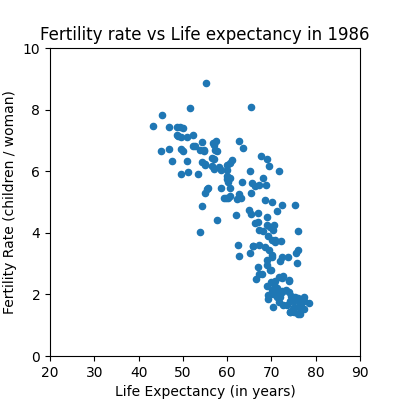 Fertility rate vs Life expectancy in 1986
Fertility Rate (children / woman)
10
8
6
4
2
0
20 30 40 50 60 70 80 90
Life Expectancy (in years)